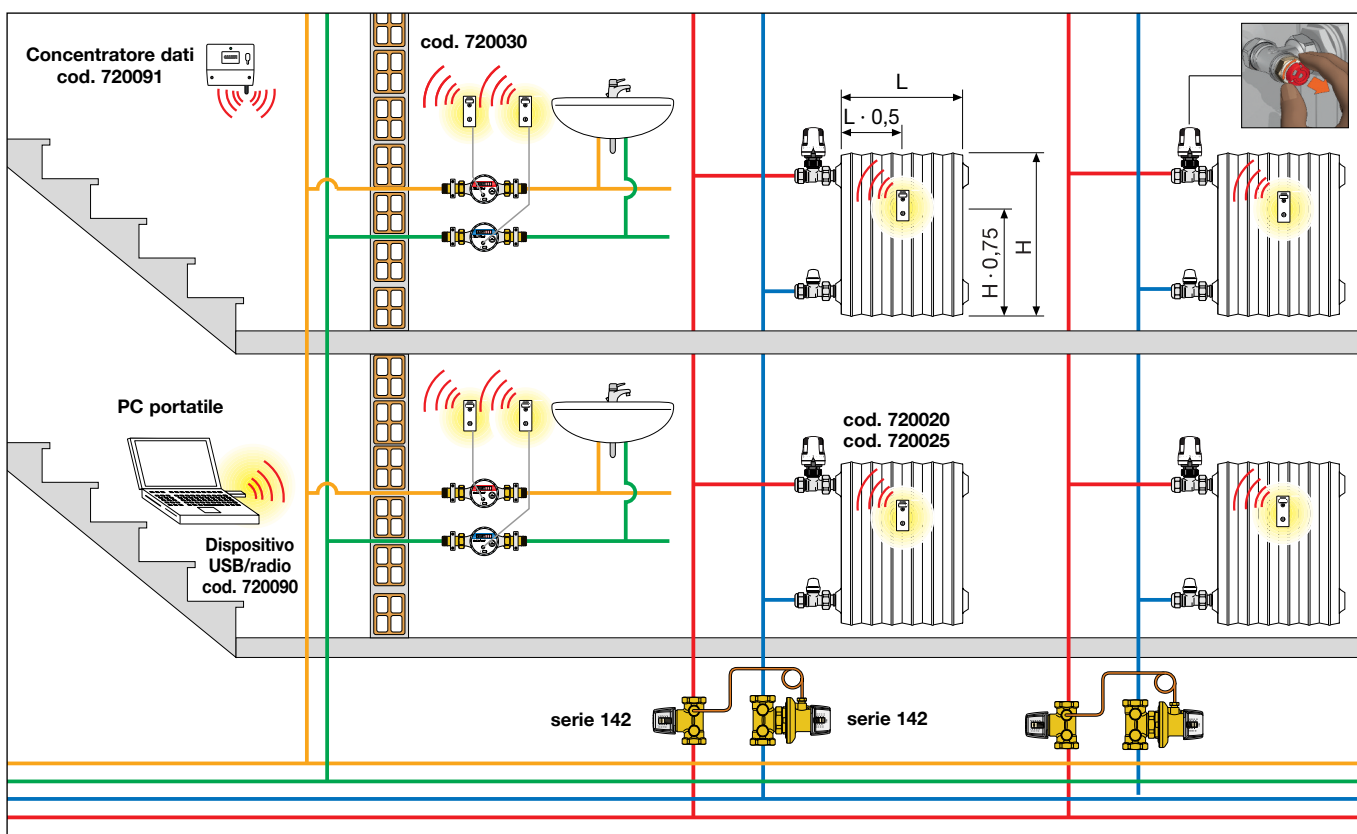 Concentratore dati
cod. 720091
cod. 720030
L
L · 0,5
H · 0,75
H
PC portatile
Dispositivo
USB/radio
cod. 720090
cod. 720020
cod. 720025
serie 142
serie 142